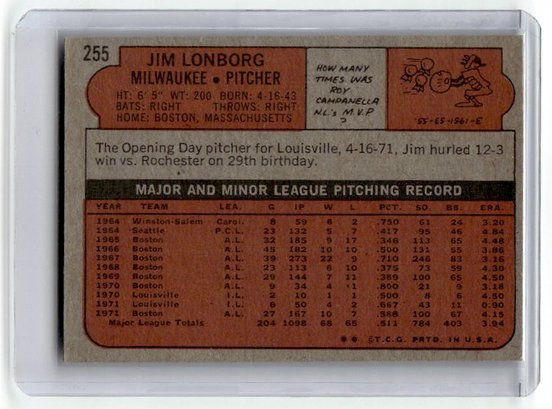 255
JIM LONBORG
MILWAUKEE • PITCHER
HT: 6' 5" WT: 200 BORN: 4-16-43
BATS: RIGHT THROWS: RIGHT
HOME: BOSTON, MASSACHUSETTS
HOW MANY
TIMES WAS
ROY
CAMPANELLA
N.L.'s M.V.P
?
The Opening Day pitcher for Louisville, 4-16-71, Jim hurled 12-3
win vs. Rochester on 29th birthday.
MAJOR AND MINOR LEAGUE PITCHING RECORD
YEAR TEAM LEA. G IP W L PCT. SO. BB. ERA.
1964 Winston-Salem Carol. 8 59 6 2 .750 61 24 3.20
1964 Seattle P.C.L. 23 132 5 7 .417 95 46 4.84
1965 Boston A.L. 32 185 9 17 .346 113 65 4.48
1966 Boston A.L. 45 182 10 10 .500 131 55 3.86
1967 Boston A.L. 39 273 22 9 .710 246 83 3.16
1968 Boston A.L. 23 113 6 10 .375 73 59 4.30
1969 Boston A.L. 29 144 7 11 .389 100 65 4.50
1970 Boston A.L. 9 34 4 1 .800 21 9 3.18
1970 Louisville I.L. 2 10 1 1 .500 8 6 4.50
1971 Louisville I.L. 6 50 4 2 .667 43 11 0.90
1971 Boston A.L. 27 167 10 7 .588 100 67 4.15
Major League Totals 204 1098 68 65 .511 784 403 3.94
● ● © T.C.G. PRTD. IN U.S.A.